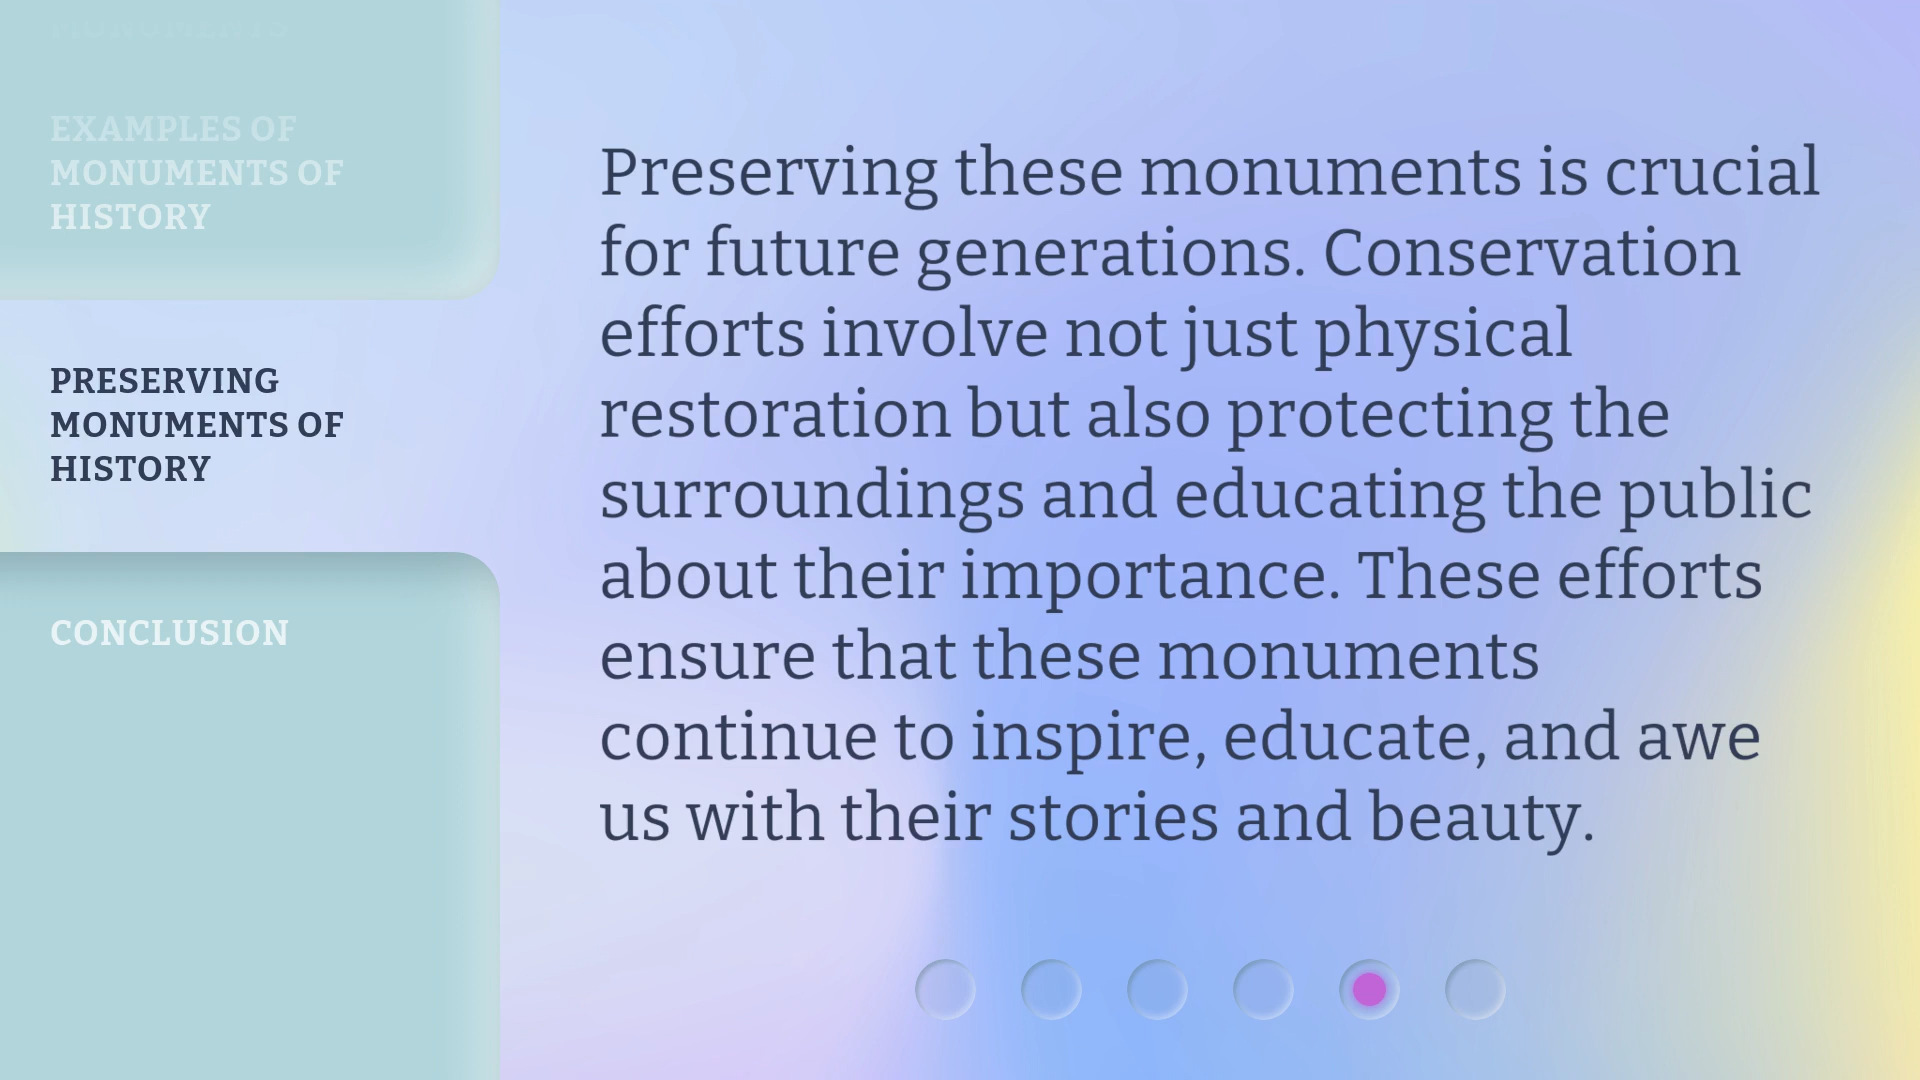 EXAMPLES OF
MONUMENTS OF
HISTORY
PRESERVING
MONUMENTS OF
HISTORY
CONCLUSION
Preserving these monuments is crucial
for future generations. Conservation
efforts involve not just physical
restoration but also protecting the
surroundings and educating the public
about their importance. These efforts
ensure that these monuments
continue to inspire, educate, and awe
us with their stories and beauty.